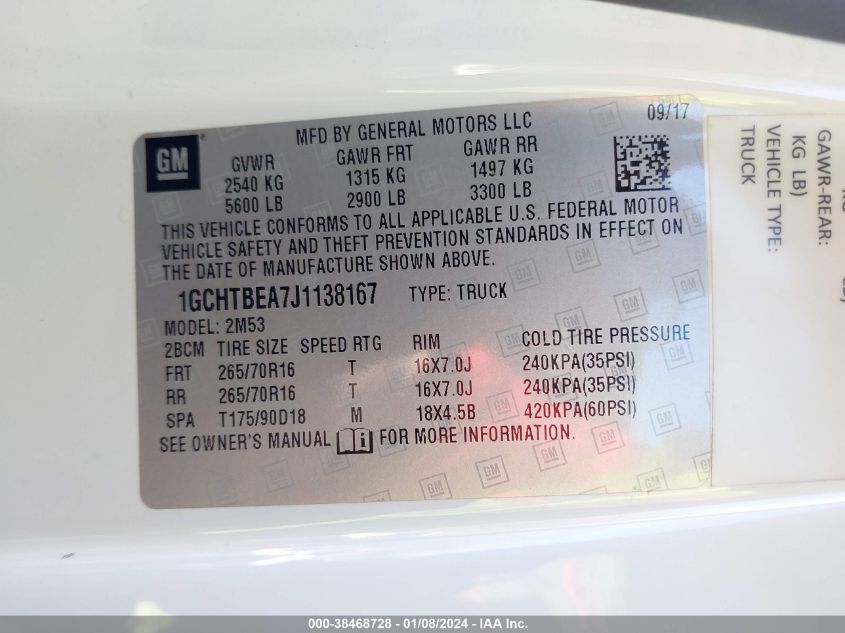 09/17
MFD BY GENERAL MOTORS LLC
GM
GVWR GAWR FRT GAWR RR
2540 KG 1315 KG 1497 KG
5600 LB 2900 LB 3300 LB
THIS VEHICLE CONFORMS TO ALL APPLICABLE U.S. FEDERAL MOTOR
VEHICLE SAFETY AND THEFT PREVENTION STANDARDS IN EFFECT ON
THE DATE OF MANUFACTURE SHOWN ABOVE.
1GCHTBEA7J1138167 TYPE: TRUCK
MODEL: 2M53
2BCM TIRE SIZE SPEED RTG RIM COLD TIRE PRESSURE
FRT 265/70R16 T 16X7.0J 240KPA(35PSI)
RR 265/70R16 T 16X7.0J 240KPA(35PSI)
SPA T175/90D18 M 18X4.5B 420KPA(60PSI)
SEE OWNER'S MANUAL FOR MORE INFORMATION.
GAWR-REAR:
KG LB)
VEHICLE TYPE:
TRUCK
000-38468728 - 01/08/2024 - IAA Inc.